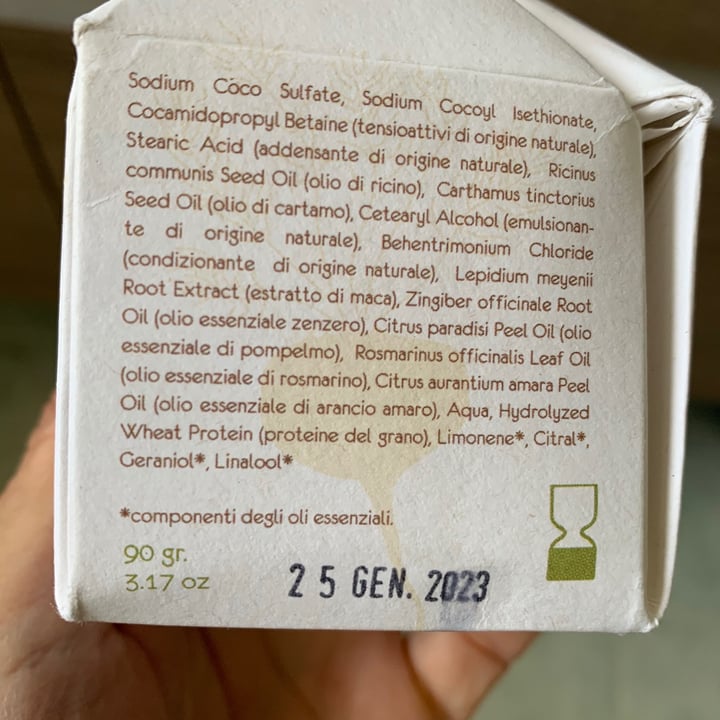 Sodium Coco Sulfate, Sodium Cocoyl Isethionate,
Cocamidopropyl Betaine (tensioattivi di origine naturale),
Stearic Acid (addensante di origine naturale), Ricinus
communis Seed Oil (olio di ricino), Carthamus tinctorius
Seed Oil (olio di cartamo), Cetearyl Alcohol (emulsionan-
te di origine naturale), Behentrimonium Chloride
(condizionante di origine naturale), Lepidium meyenii
Root Extract (estratto di maca), Zingiber officinale Root
Oil (olio essenziale zenzero), Citrus paradisi Peel Oil (olio
essenziale di pompelmo), Rosmarinus officinalis Leaf Oil
(olio essenziale di rosmarino), Citrus aurantium amara Peel
Oil (olio essenziale di arancio amaro), Aqua, Hydrolyzed
Wheat Protein (proteine del grano), Limonene*, Citral*,
Geraniol*, Linalool*
*componenti degli oli essenziali.
90 gr.
3.17 oz
25 GEN. 2023